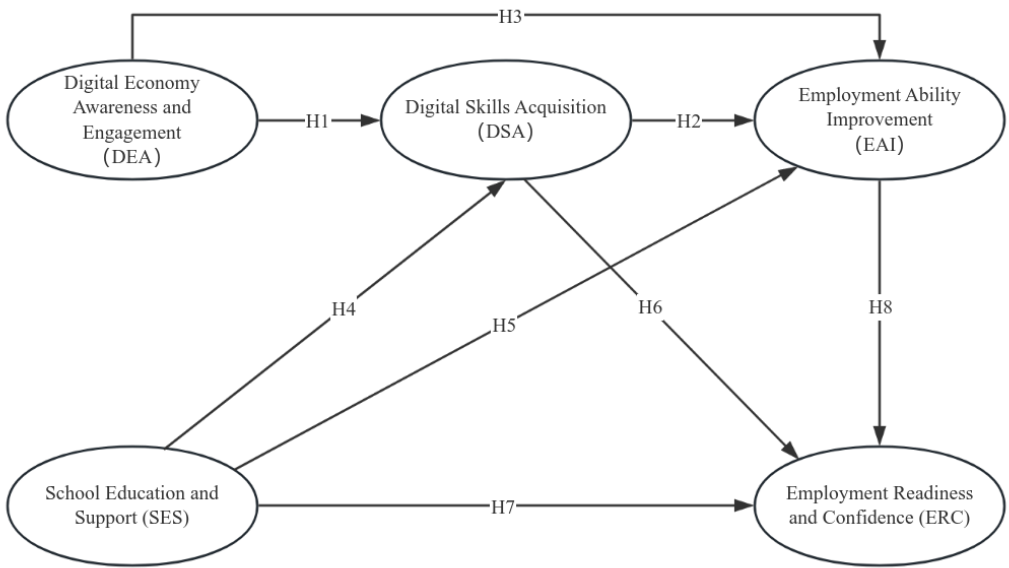 H3
Digital Economy
Awareness and
Engagement
(DEA)
H1
Digital Skills Acquisition
(DSA)
H2
Employment Ability
Improvement
(EAI)
H4
H5
H6
H8
School Education and
Support (SES)
H7
Employment Readiness
and Confidence (ERC)